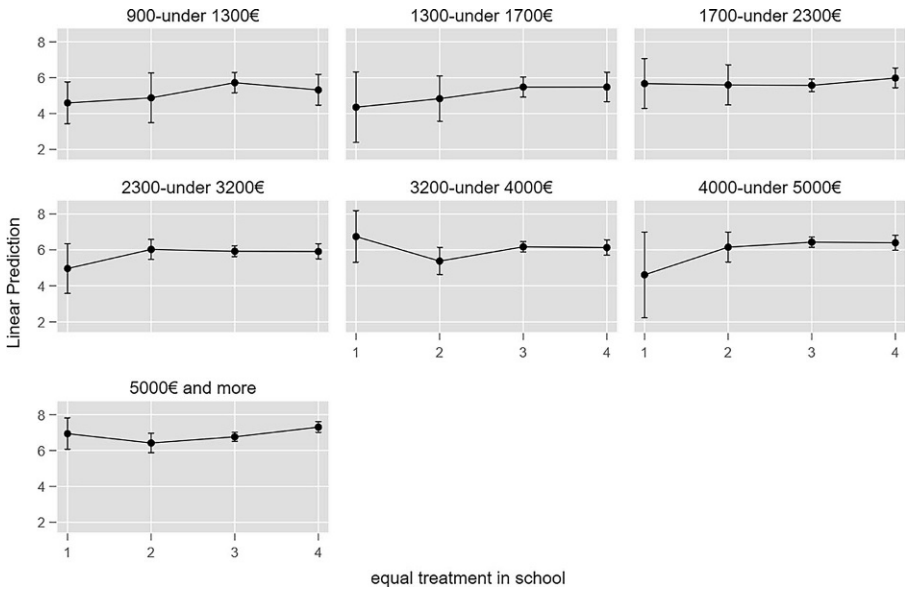 900-under 1300€
1300-under 1700€
1700-under 2300€
8
6
4
2
2300-under 3200€
3200-under 4000€
4000-under 5000€
8
6
4
2
1 2 3 4
1 2 3 4
Linear Prediction
5000€ and more
8
6
4
2
1 2 3 4
equal treatment in school